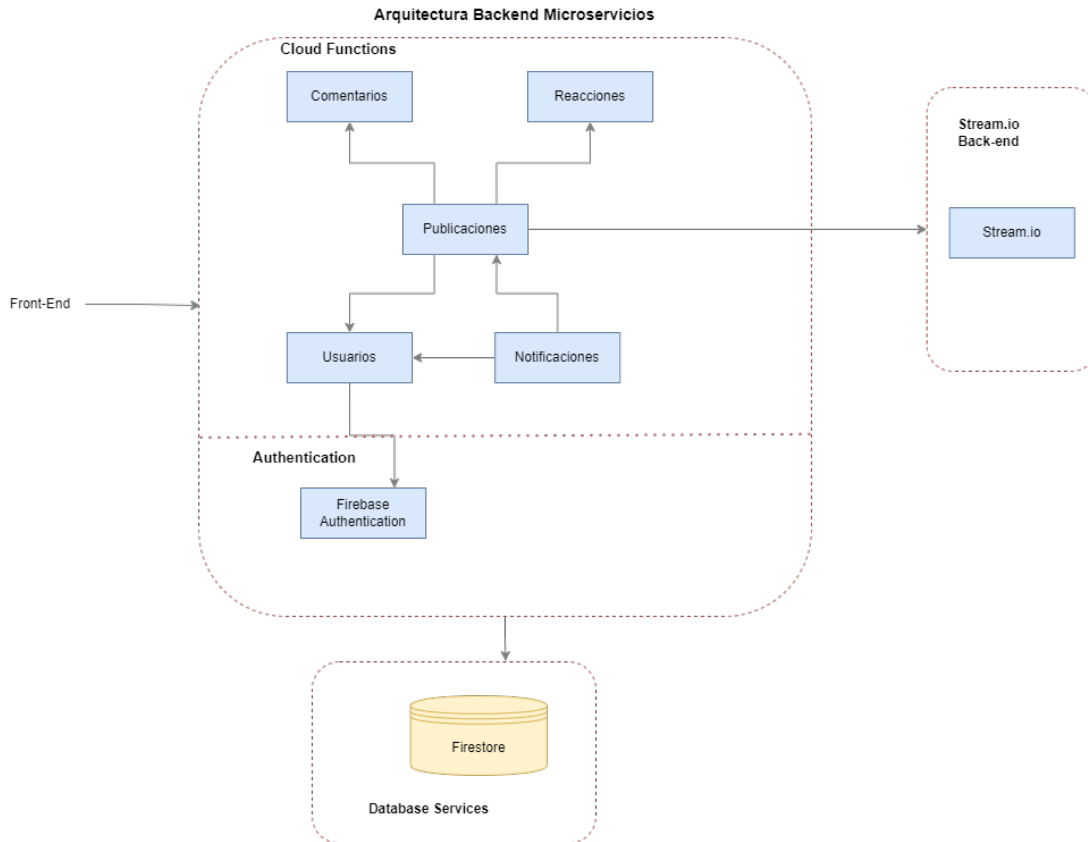 Arquitectura Backend Microservicios
Cloud Functions
Comentarios
Reacciones
Stream.io
Back-end
Publicaciones
Stream.io
Front-End
Usuarios
Notificaciones
Authentication
Firebase
Authentication
Firestore
Database Services